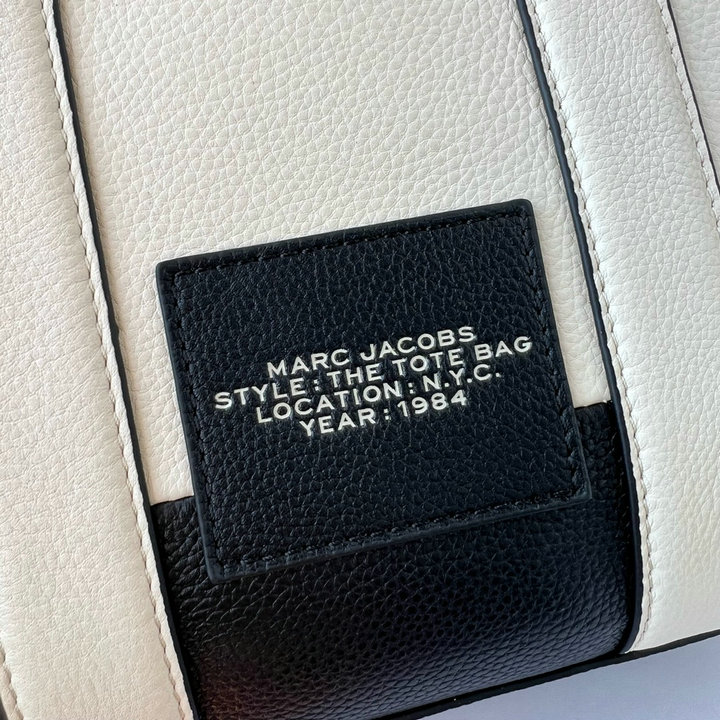 MARC JACOBS
STYLE: THE TOTE BAG
LOCATION: N.Y.C.
YEAR: 1984